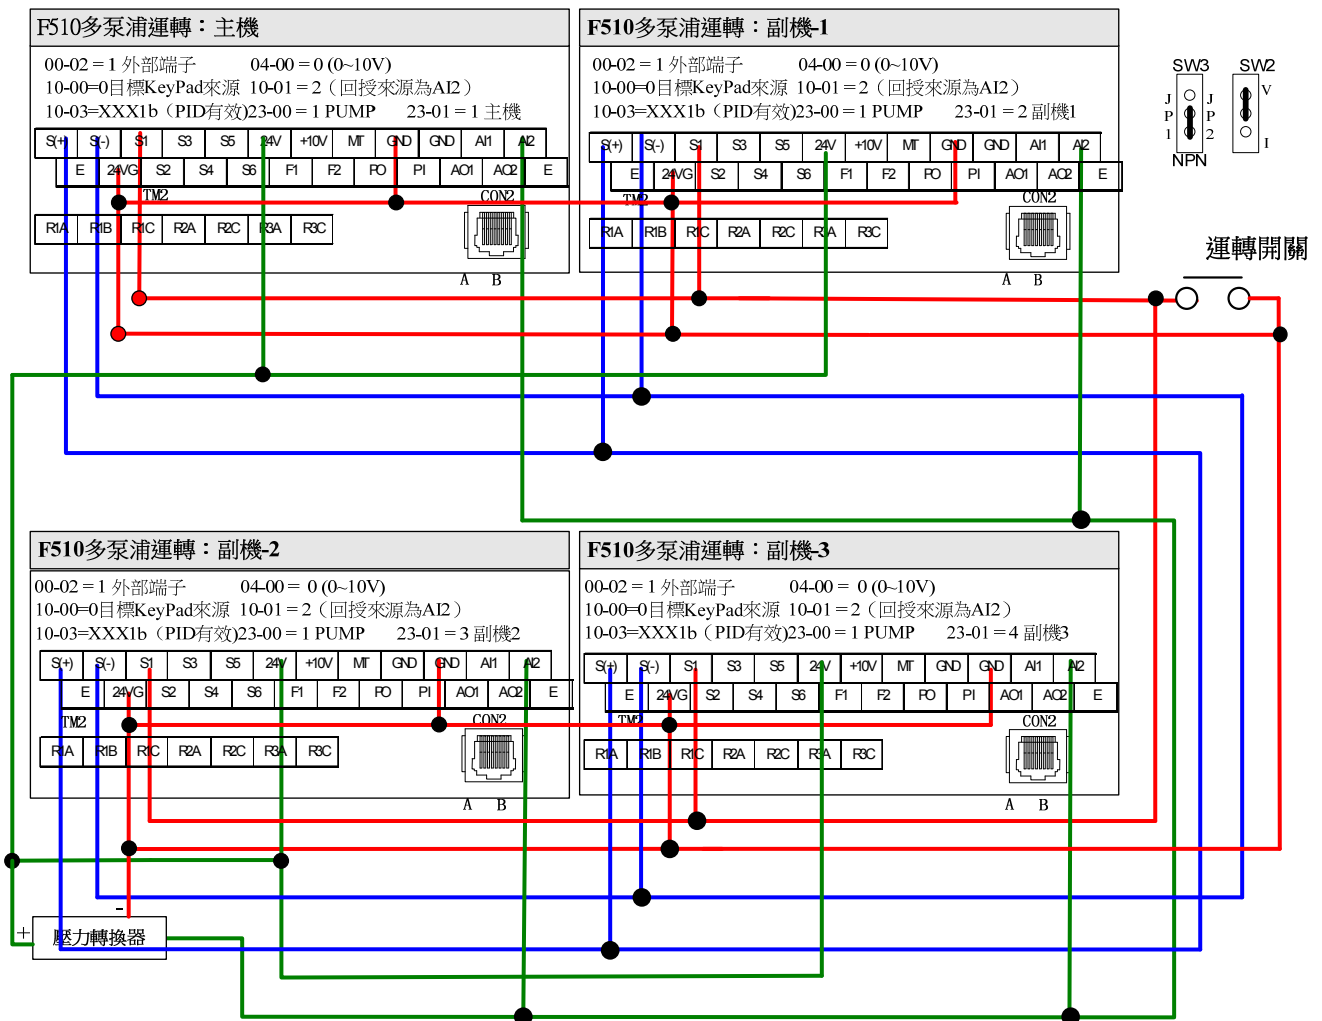 F510多泵浦運轉：主機
00-02 = 1 外部端子 04-00 = 0 (0~10V)
10-00=0目標KeyPad來源 10-01 = 2（回授來源為AI2）
10-03=XXX1b（PID有效)23-00 = 1 PUMP 23-01 = 1 主機
S(+) S(-) S1 S3 S5 24V +10V MT GND GND AI1 AI2
E 24VG S2 S4 S6 F1 F2 PO PI AO1 AO2 E
TM2 CON2
R1A R1B R1C R2A R2C R3A R3C
A B
F510多泵浦運轉：副機-1
00-02 = 1 外部端子 04-00 = 0 (0~10V)
10-00=0目標KeyPad來源 10-01 = 2（回授來源為AI2）
10-03=XXX1b（PID有效)23-00 = 1 PUMP 23-01 = 2 副機1
S(+) S(-) S1 S3 S5 24V +10V MT GND GND AI1 AI2
E 24VG S2 S4 S6 F1 F2 PO PI AO1 AO2 E
TM2 CON2
R1A R1B R1C R2A R2C R3A R3C
A B
SW3 SW2
J J V
P P
1 2 I
NPN
運轉開關
F510多泵浦運轉：副機-2
00-02 = 1 外部端子 04-00 = 0 (0~10V)
10-00=0目標KeyPad來源 10-01 = 2（回授來源為AI2）
10-03=XXX1b（PID有效)23-00 = 1 PUMP 23-01 = 3 副機2
S(+) S(-) S1 S3 S5 24V +10V MT GND GND AI1 AI2
E 24VG S2 S4 S6 F1 F2 PO PI AO1 AO2 E
TM2 CON2
R1A R1B R1C R2A R2C R3A R3C
A B
F510多泵浦運轉：副機-3
00-02 = 1 外部端子 04-00 = 0 (0~10V)
10-00=0目標KeyPad來源 10-01 = 2（回授來源為AI2）
10-03=XXX1b（PID有效)23-00 = 1 PUMP 23-01 = 4 副機3
S(+) S(-) S1 S3 S5 24V +10V MT GND GND AI1 AI2
E 24VG S2 S4 S6 F1 F2 PO PI AO1 AO2 E
TM2 CON2
R1A R1B R1C R2A R2C R3A R3C
A B
-
+ 壓力轉換器